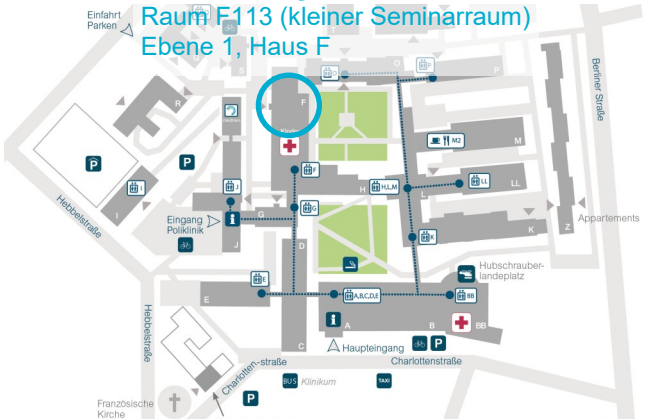 Raum F113 (kleiner Seminarraum)
Ebene 1, Haus F
Einfahrt
Parken
O
P
P
S
R
F
Kinder
Berliner Straße
M2
M
P
P
I
J
F
H
H,L,M
L
LL
LL
I
G
G
K
K
Z
Appartements
Eingang
Poliklinik
J
D
Hebbelstraße
Hubschrauber-
landeplatz
E
E
A,B,C,D,E
BB
A
B
BB
C
Hebbelstraße
Haupteingang
P
Charlottenstraße
Charlotten-straße
BUS Klinikum
TAXI
P
Französische
Kirche